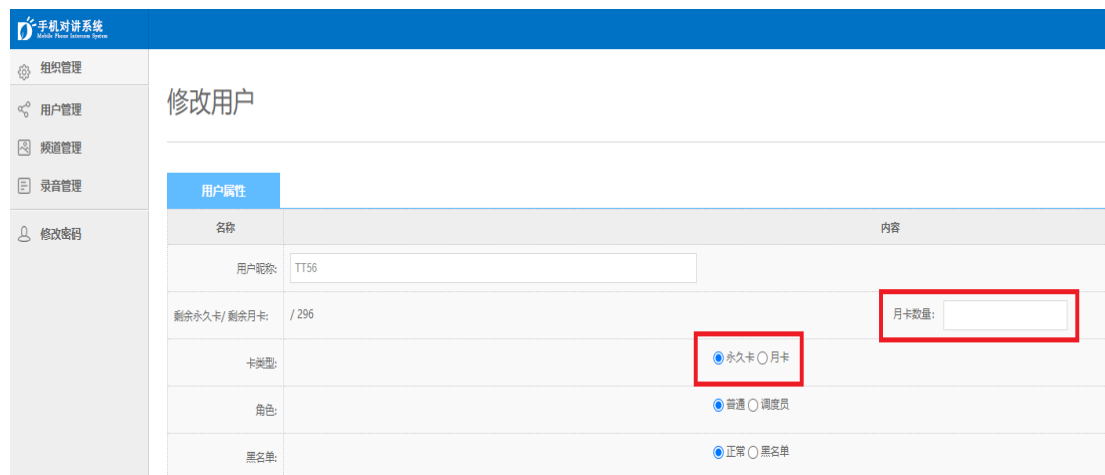 手机对讲系统
Mobile Phone Intercom System
组织管理
用户管理
频道管理
录音管理
修改密码
修改用户
用户属性
名称 内容
用户昵称: TT56
剩余永久卡/ 剩余月卡: / 296 月卡数量:
卡类型: 永久卡 月卡
角色: 普通 调度员
黑名单: 正常 黑名单